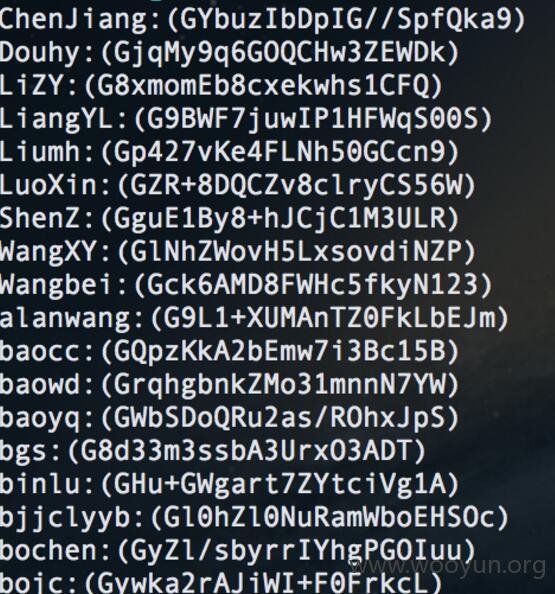 ChenJiang:(GYbuzIbDpIG//SpfQka9)
Douhy:(GjqMy9q6GOQCHw3ZEWDk)
LiZY:(G8xmomEb8cxekwhs1CFQ)
LiangYL:(G9BWF7juwIP1HFWqS00S)
Liumh:(Gp427vKe4FLNh50GCcn9)
LuoXin:(GZR+8DQCZv8clryCS56W)
ShenZ:(GguE1By8+hJCjC1M3ULR)
WangXY:(GlNhZWovH5LxsovdiNZP)
Wangbei:(Gck6AMD8FWHc5fkyN123)
alanwang:(G9L1+XUMAnTZ0FkLbEJm)
baocc:(GQpzKkA2bEmw7i3Bc15B)
baowd:(GrqhgbnkZMo31mnnN7YW)
baoyq:(GWbSDoQRu2as/ROhxJpS)
bgs:(G8d33m3ssbA3UrxO3ADT)
binlu:(GHu+GWgart7ZYtciVg1A)
bjjclyyb:(Gl0hZl0NuRamWboEHSOc)
bochen:(GyZl/sbyrrIYhgPGOIuu)
www.wooyun.org
bojc:(Gywka2rAJiWI+F0FrkcL)